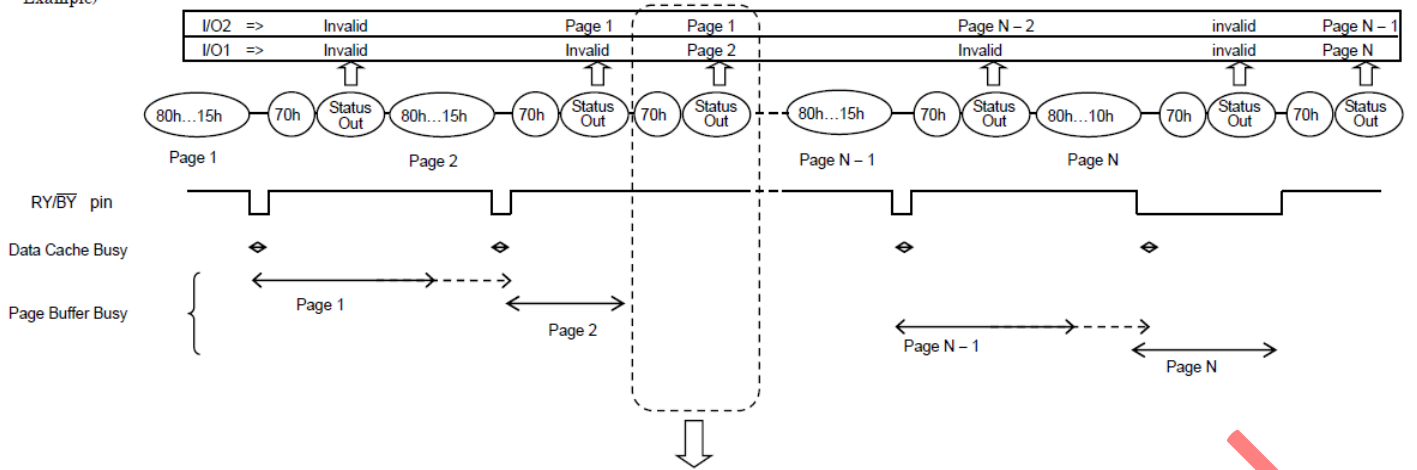 Example)
I/O2 => Invalid Page 1 Page 1 Page N – 2 invalid Page N – 1
I/O1 => Invalid Invalid Page 2 Invalid invalid Page N
80h...15h 70h Status Out 80h...15h 70h Status Out 70h Status Out 80h...15h 70h Status Out 80h...10h 70h Status Out 70h Status Out
Page 1 Page 2 Page N – 1 Page N
RY/B̅Y̅ pin
Data Cache Busy
Page Buffer Busy
Page 1
Page 2
Page N – 1
Page N